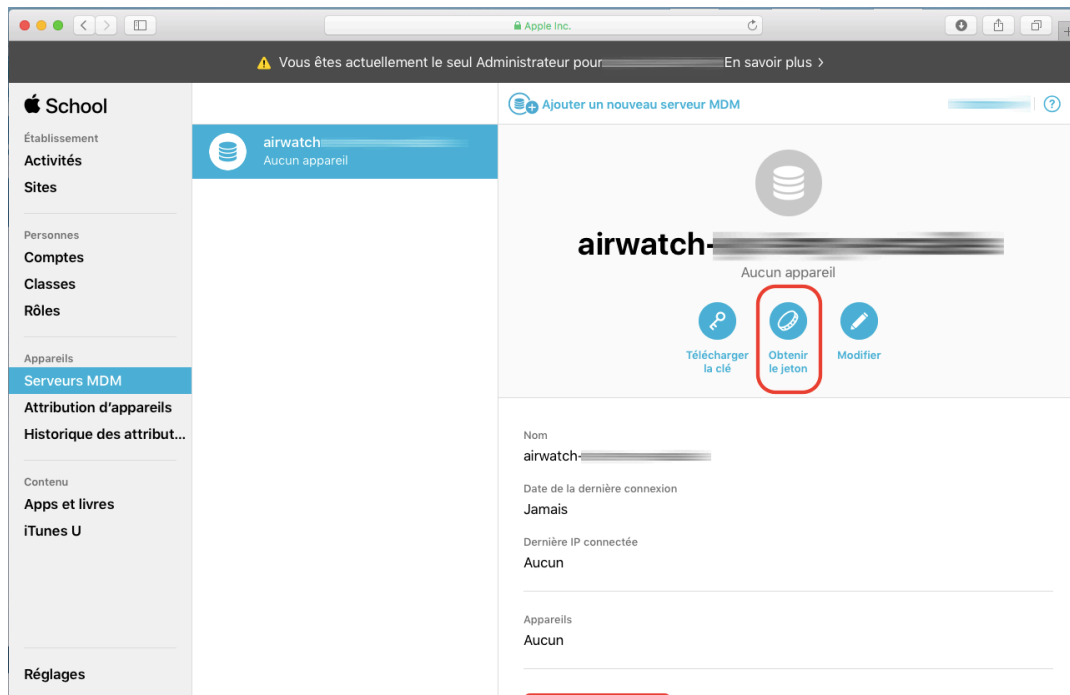 Apple Inc.
Vous êtes actuellement le seul Administrateur pour En savoir plus >
School
Ajouter un nouveau serveur MDM
?
Établissement
Activités
Sites
Personnes
Comptes
Classes
Rôles
Appareils
Serveurs MDM
Attribution d'appareils
Historique des attribut...
Contenu
Apps et livres
iTunes U
Réglages
airwatch
Aucun appareil
airwatch-
Aucun appareil
Télécharger
la clé
Obtenir
le jeton
Modifier
Nom
airwatch-
Date de la dernière connexion
Jamais
Dernière IP connectée
Aucun
Appareils
Aucun